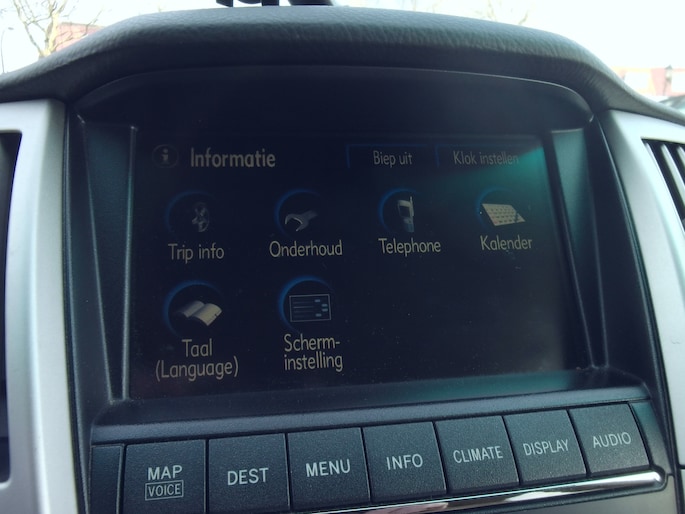 i Informatie Biep uit Klok instellen
Trip info Onderhoud Telephone Kalender
Taal Scherm-
(Language) instelling
MAP DEST MENU INFO CLIMATE DISPLAY AUDIO
VOICE